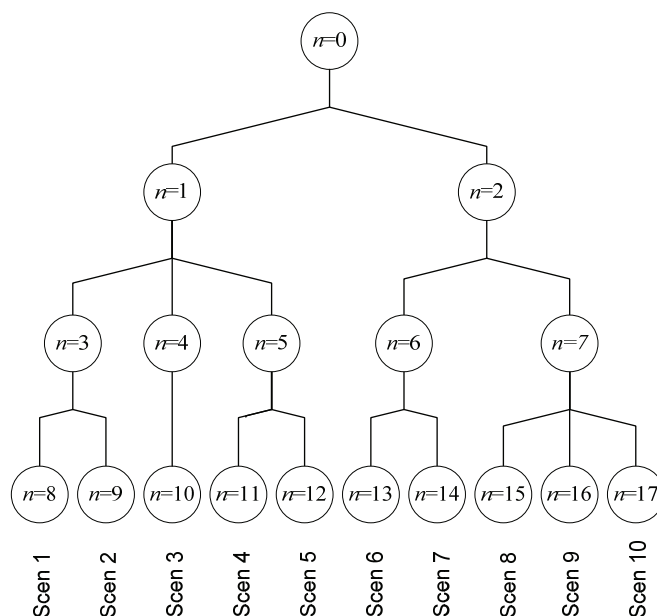 n=0
n=1 n=2
n=3 n=4 n=5 n=6 n=7
n=8 n=9 n=10 n=11 n=12 n=13 n=14 n=15 n=16 n=17
Scen 1
Scen 2
Scen 3
Scen 4
Scen 5
Scen 6
Scen 7
Scen 8
Scen 9
Scen 10